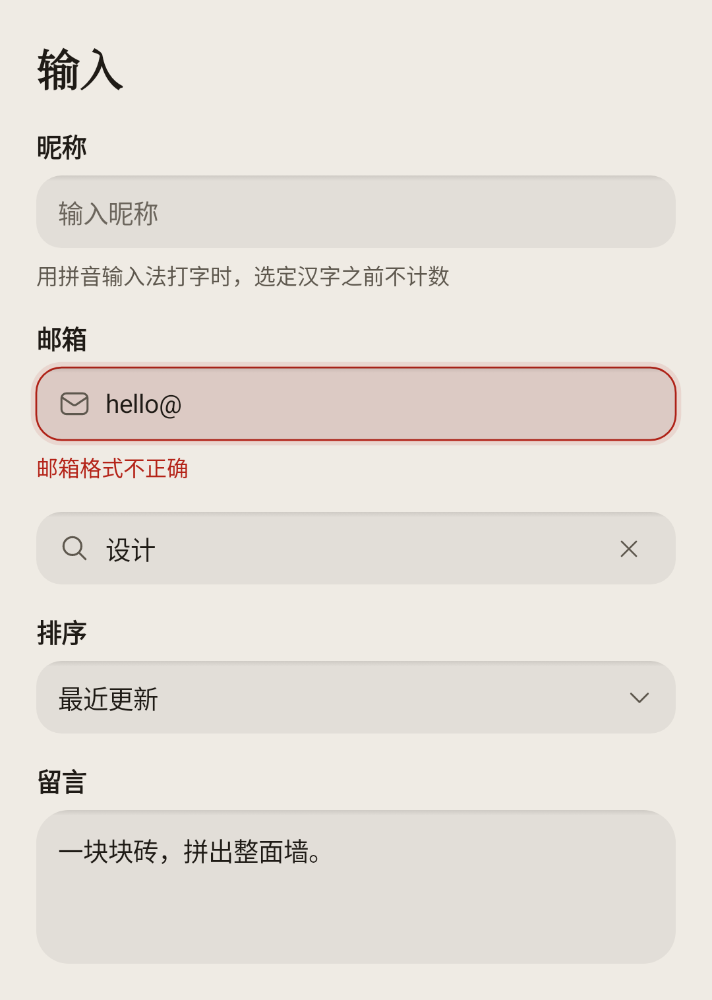 输入
昵称
输入昵称
用拼音输入法打字时，选定汉字之前不计数
邮箱
hello@
邮箱格式不正确
设计
排序
最近更新
留言
一块块砖，拼出整面墙。